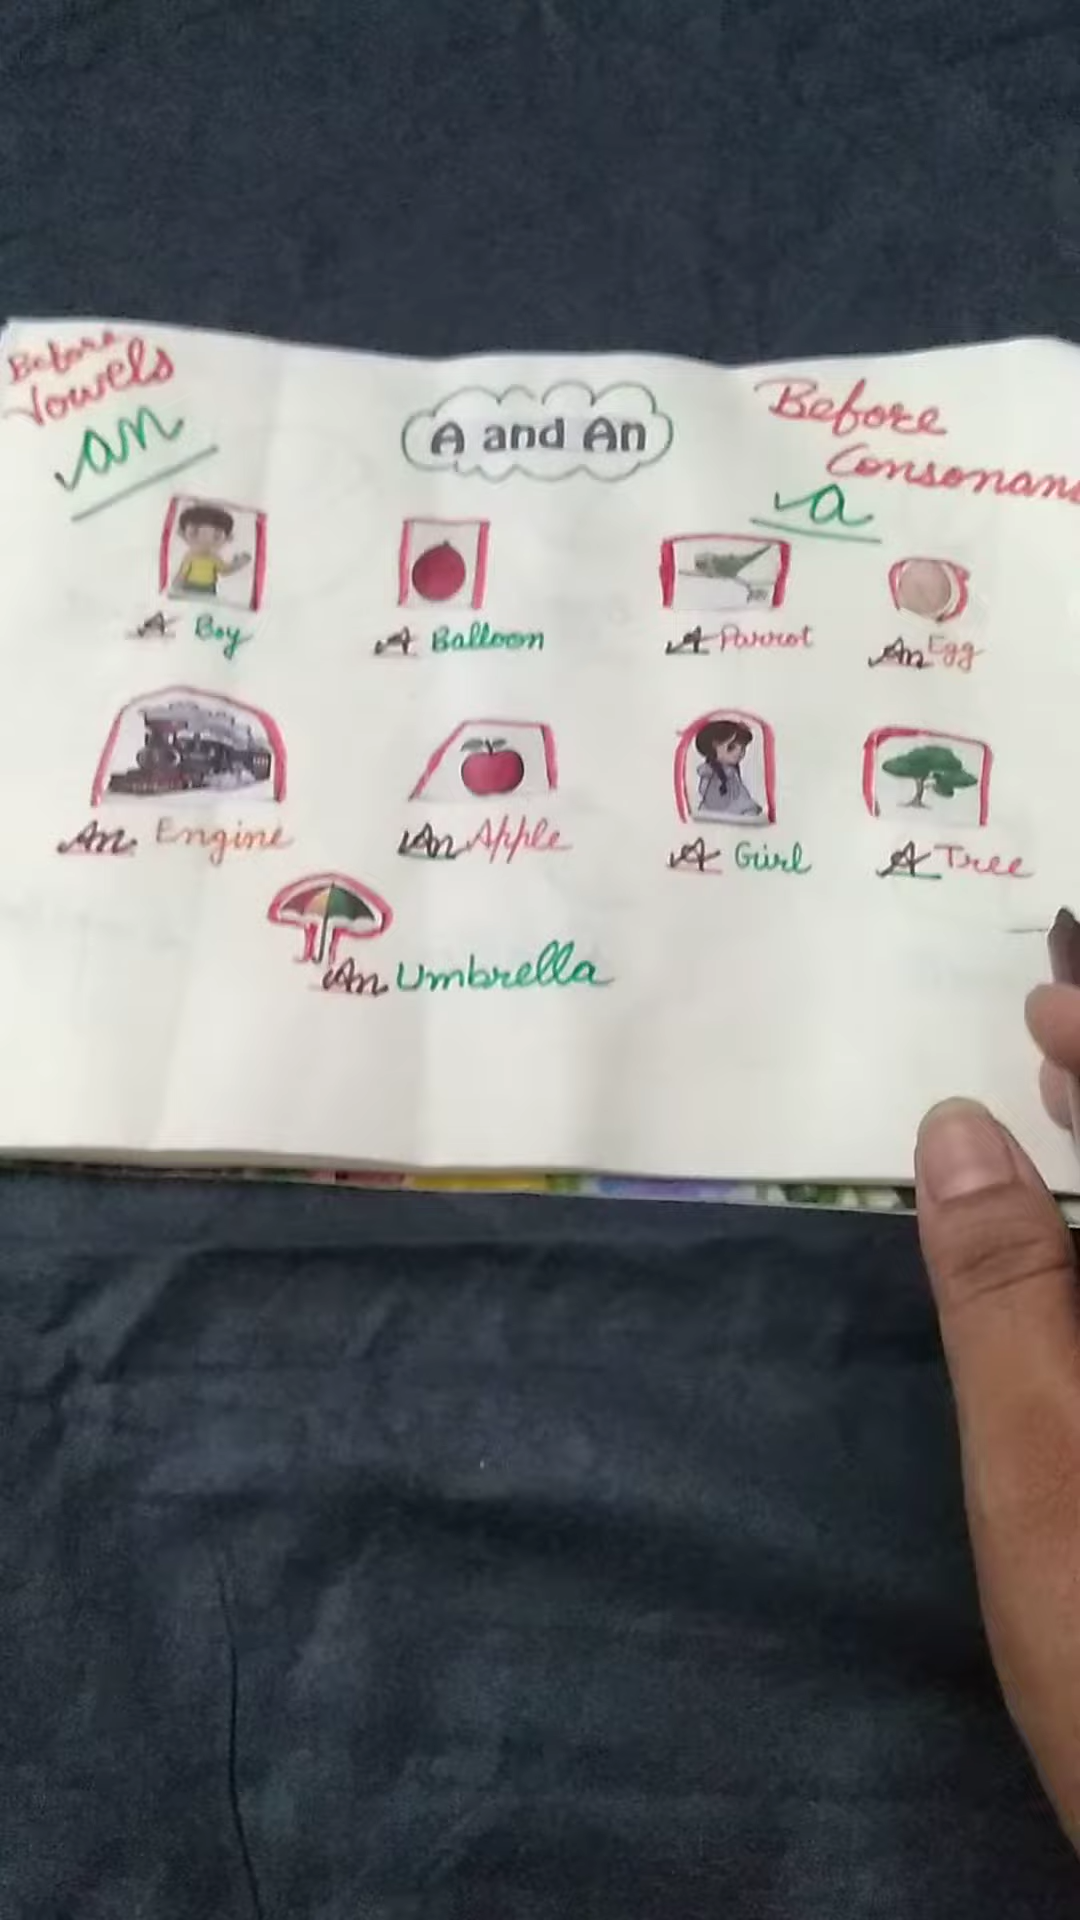 Before
Vowels
an
A and An
Before
Consonan
a
A Boy
A Balloon
A Parrot
An Egg
An Engine
An Apple
A Girl
A Tree
An Umbrella